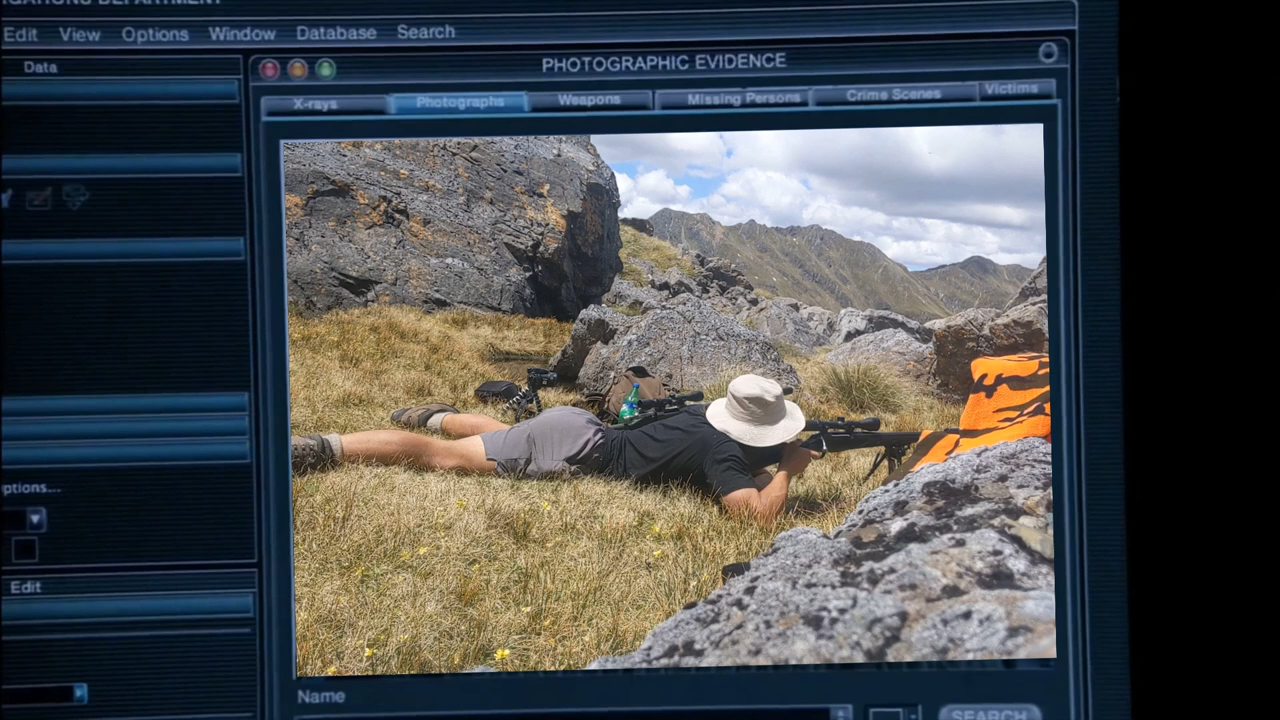 DEPARTMENT
Edit View Options Window Database Search
Data
PHOTOGRAPHIC EVIDENCE
X-rays Photographs Weapons Missing Persons Crime Scenes Victims
Edit
Name
SEARCH